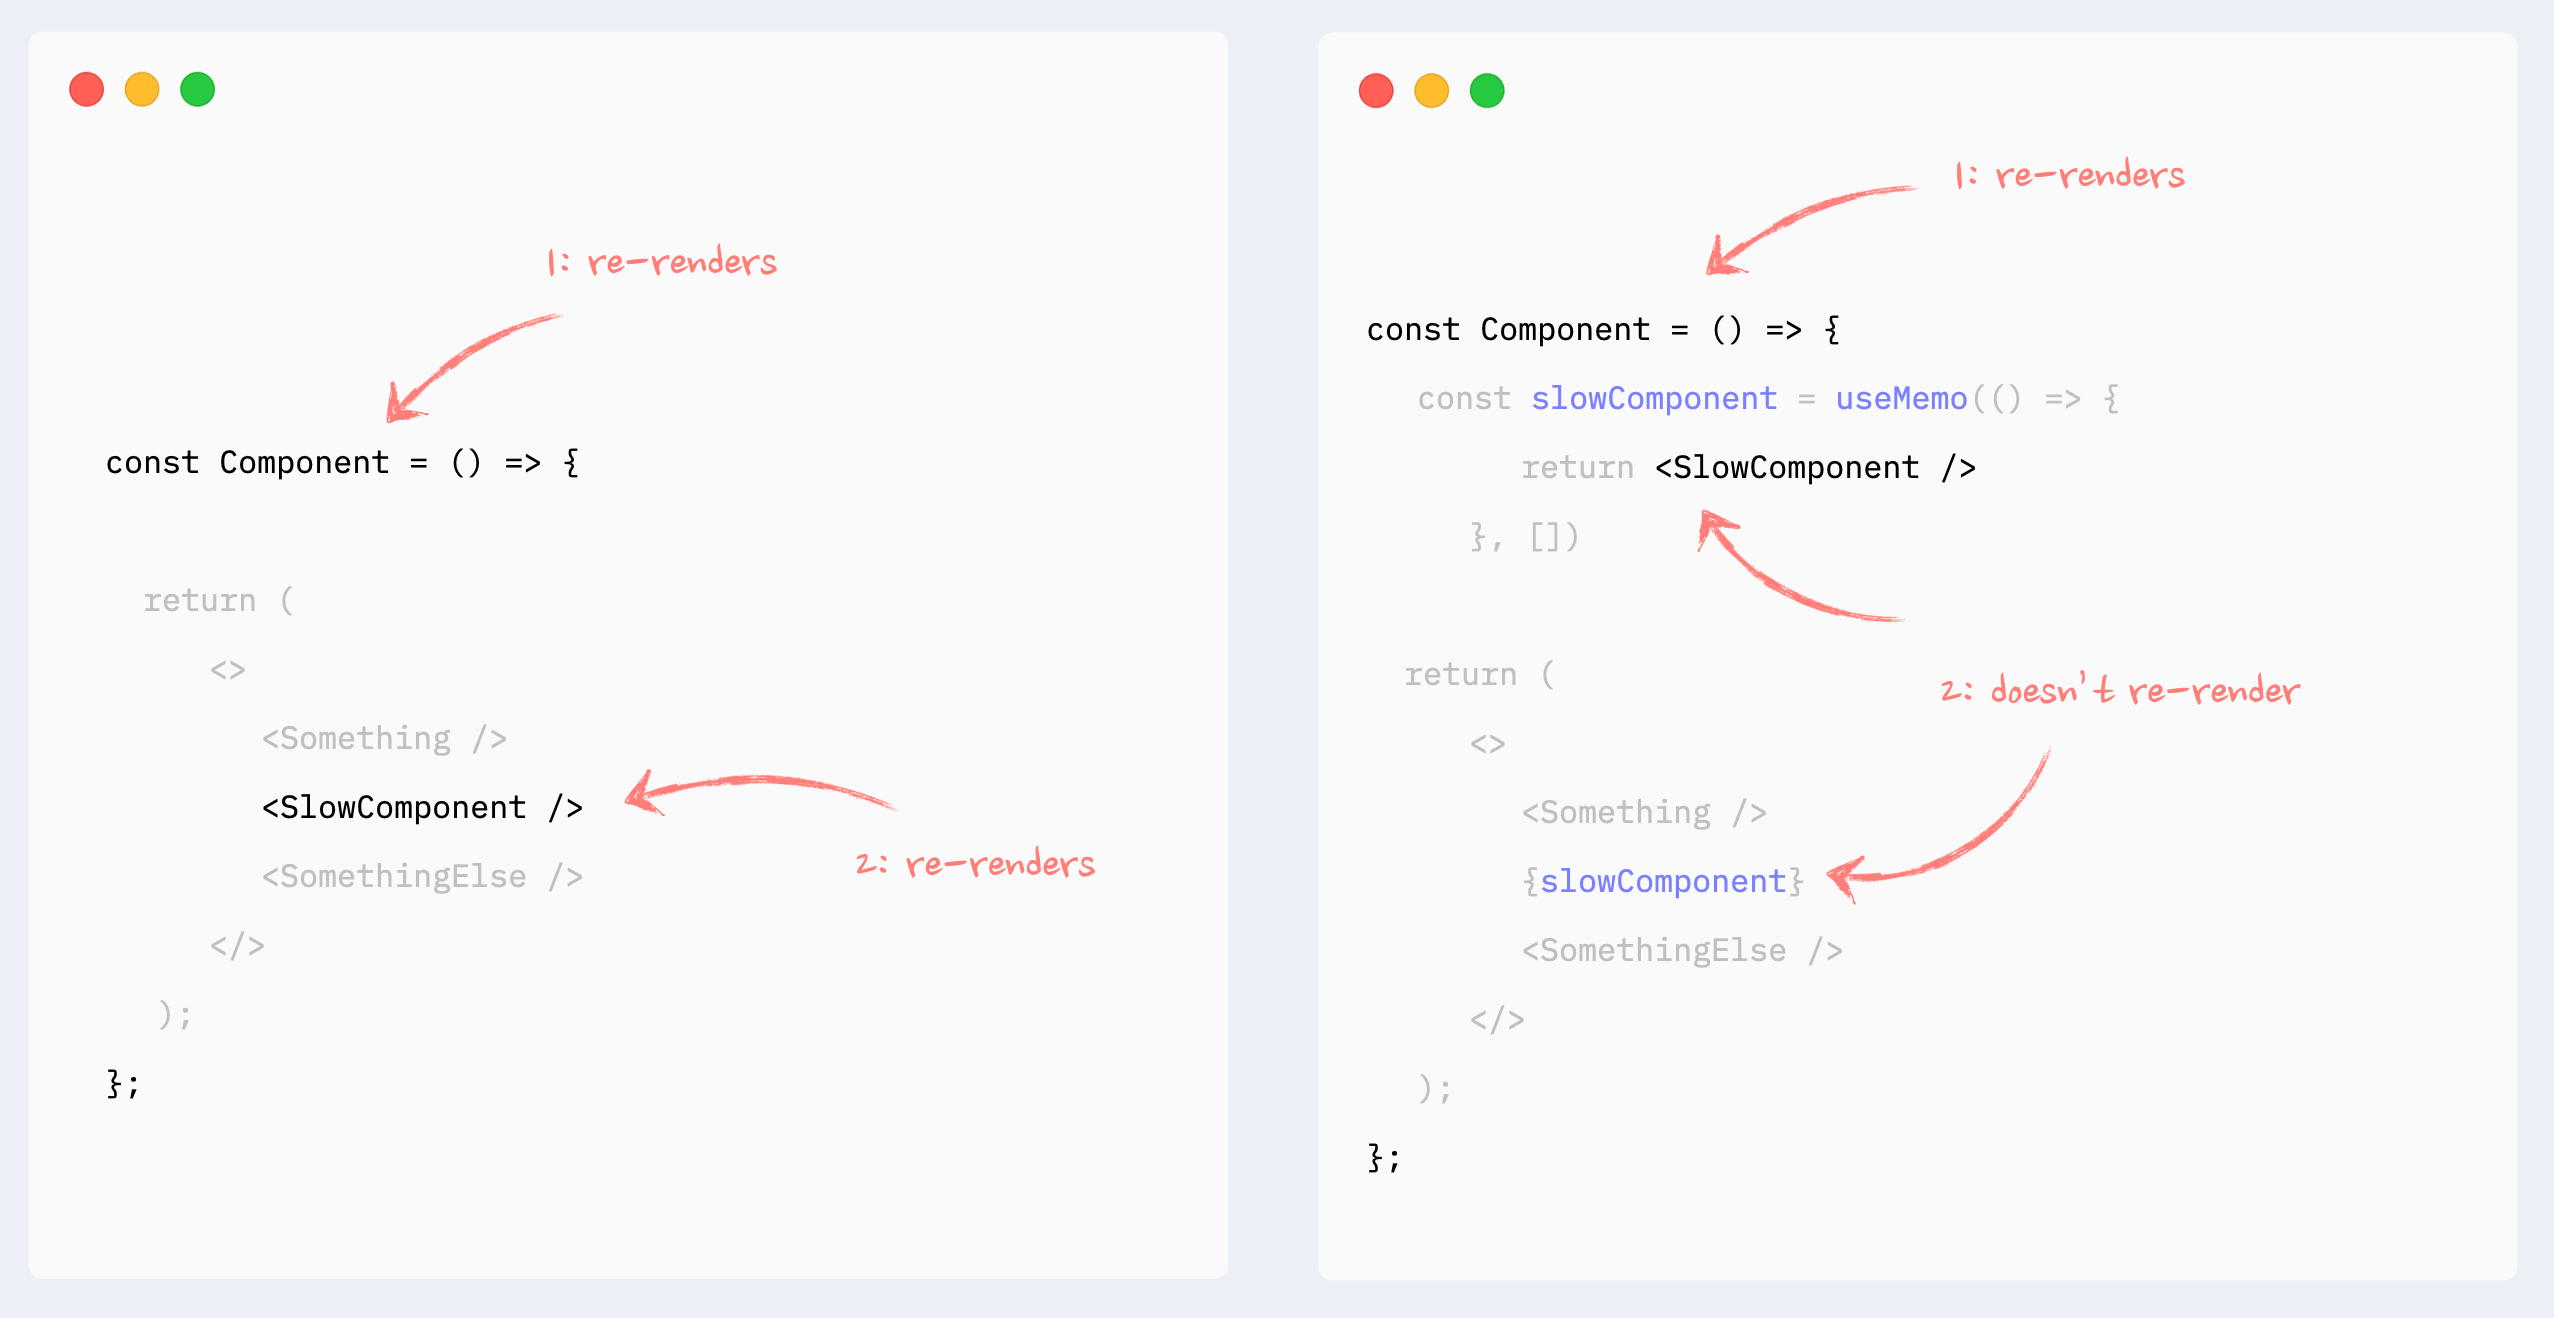 1: re-renders
const Component = () => {
return (
<>
<Something />
<SlowComponent />
2: re-renders
<SomethingElse />
</>
);
};
1: re-renders
const Component = () => {
const slowComponent = useMemo(() => {
return <SlowComponent />
}, [])
return (
2: doesn't re-render
<>
<Something />
{slowComponent}
<SomethingElse />
</>
);
};